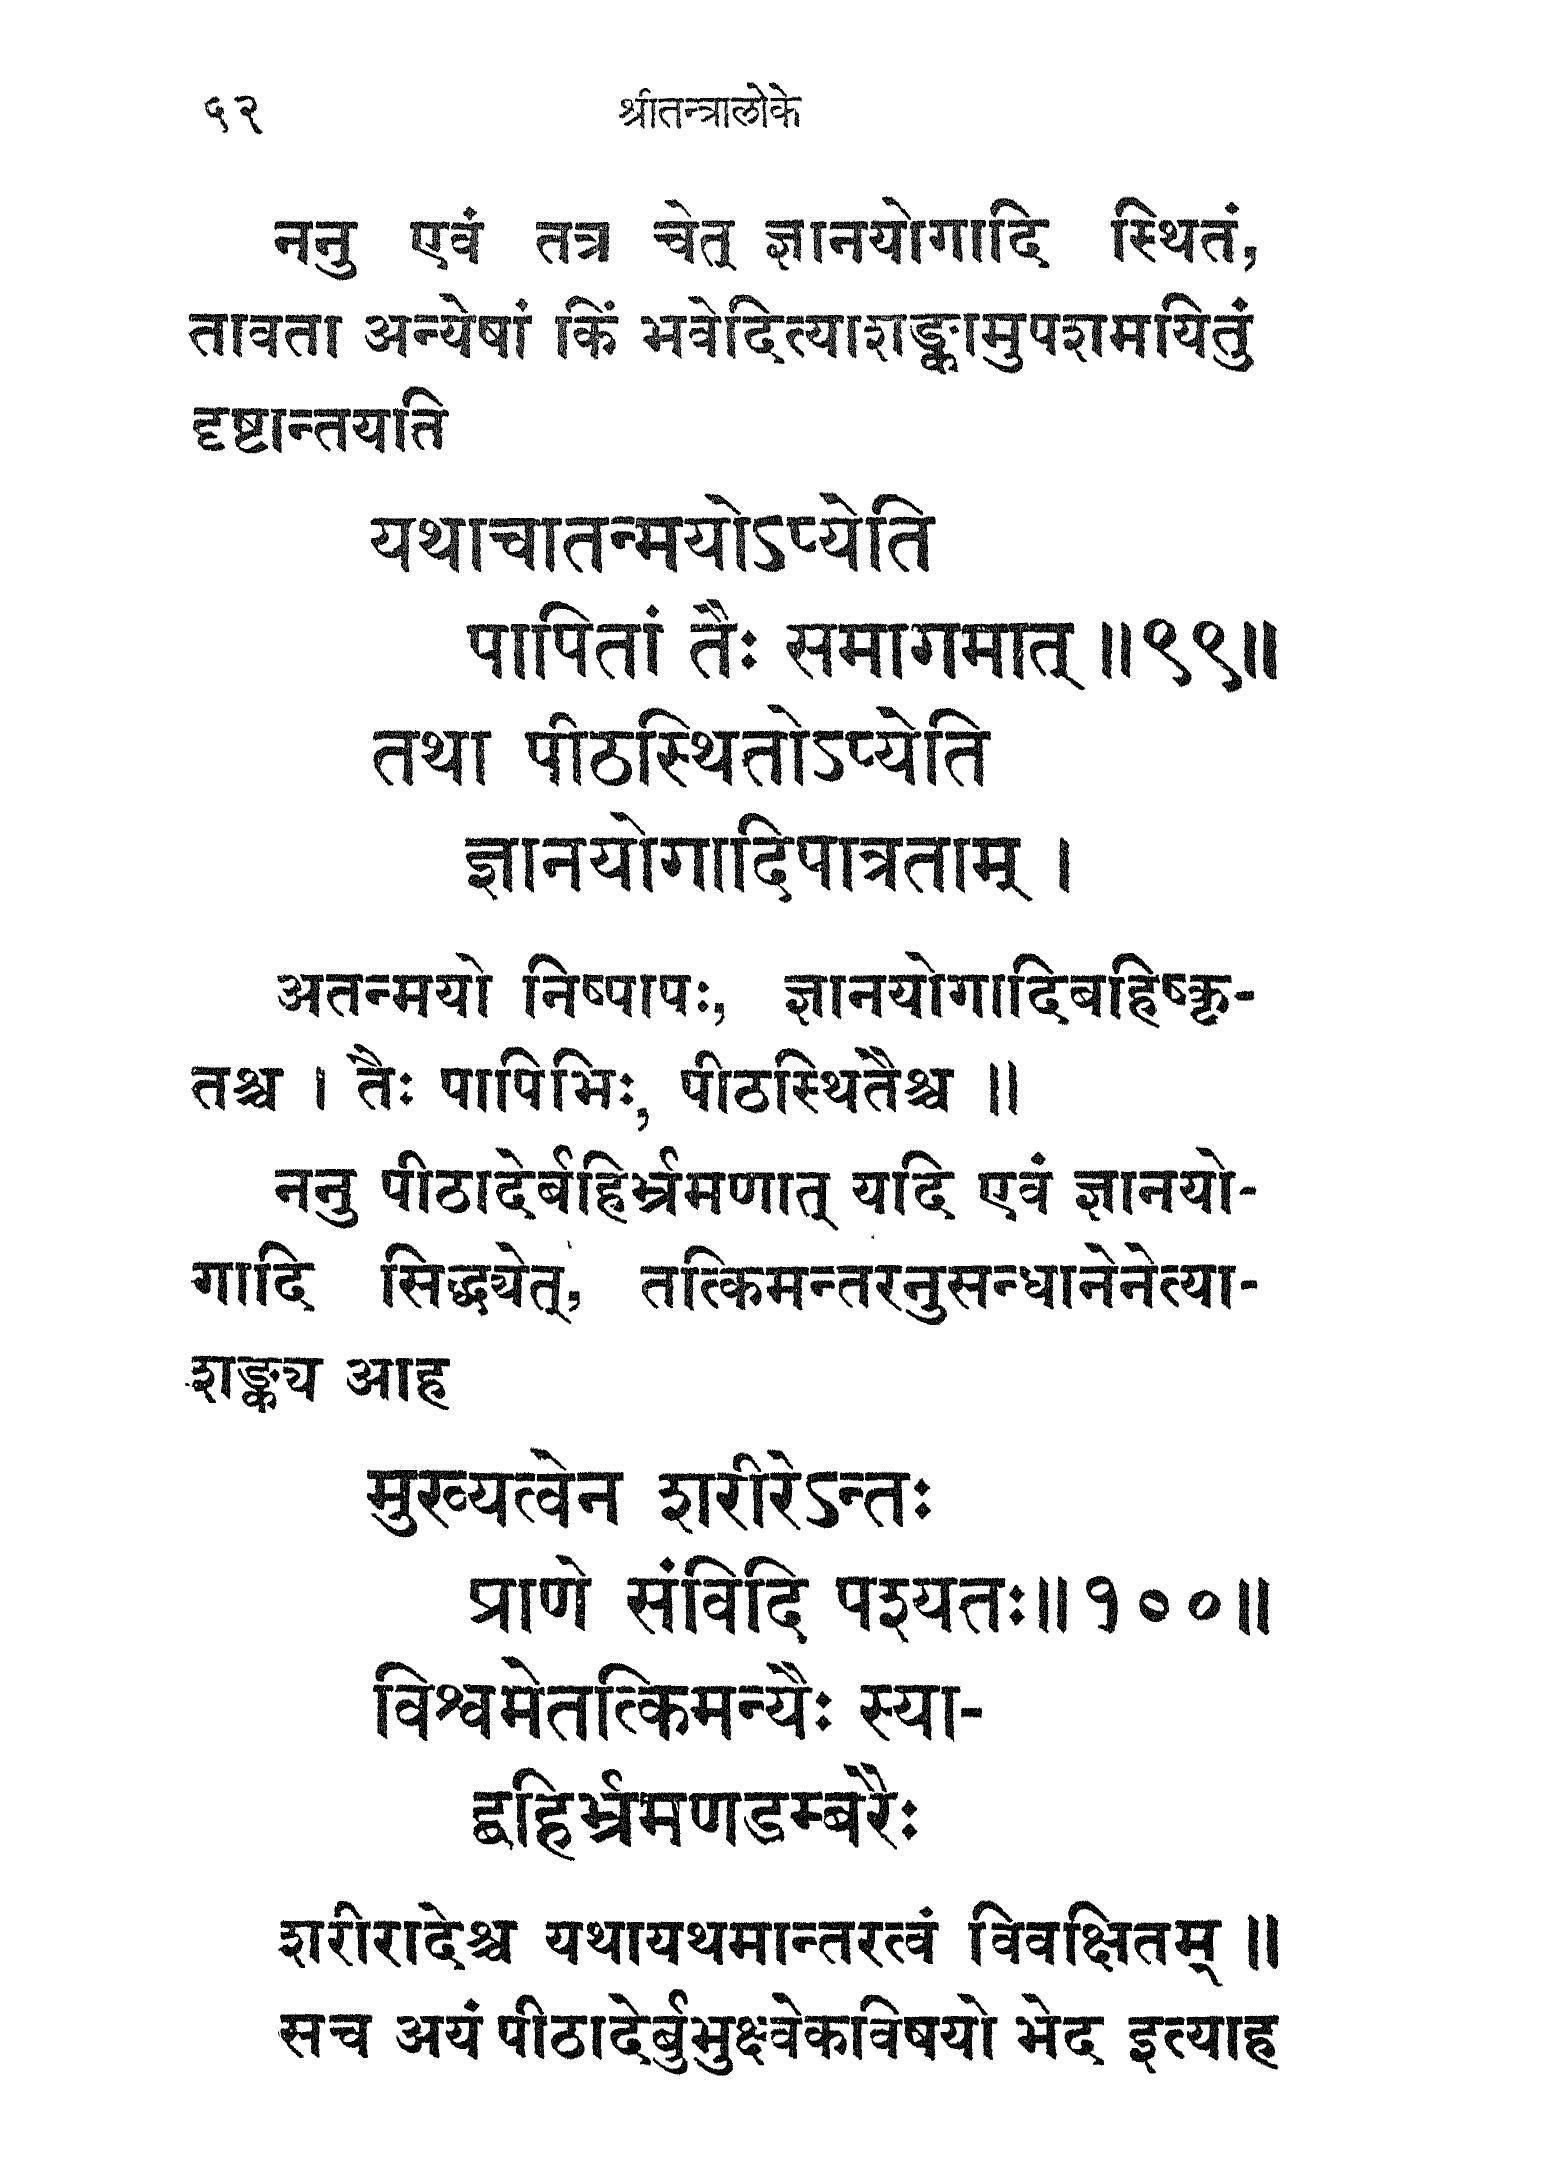 ५२ श्रीतन्त्रालोके
ननु एवं तत्र चेत् ज्ञानयोगादि स्थितं,
तावता अन्येषां किं भवेदित्याशङ्कामुपशमयितुं
दृष्टान्तयति
यथाचातन्मयोऽप्येति
पापितां तैः समागमात् ॥९९॥
तथा पीठस्थितोऽप्येति
ज्ञानयोगादिपात्रताम् ।
अतन्मयो निष्पापः, ज्ञानयोगादिबहिष्कृ-
तश्च । तैः पापिभिः, पीठस्थितैश्च ॥
ननु पीठादेर्बहिर्भ्रमणात् यदि एवं ज्ञानयो-
गादि सिद्ध्येत्, तत्किमन्तरनुसन्धानेनेत्या-
शङ्क्य आह
मुख्यत्वेन शरीरेऽन्तः
प्राणे संविदि पश्यतः॥१००॥
विश्वमेतत्किमन्यैः स्या-
द्बहिर्भ्रमणडम्बरैः
शरीरादेश्च यथायथमान्तरत्वं विवक्षितम् ॥
सच अयं पीठादेर्बुभुक्ष्वेकविषयो भेद इत्याह